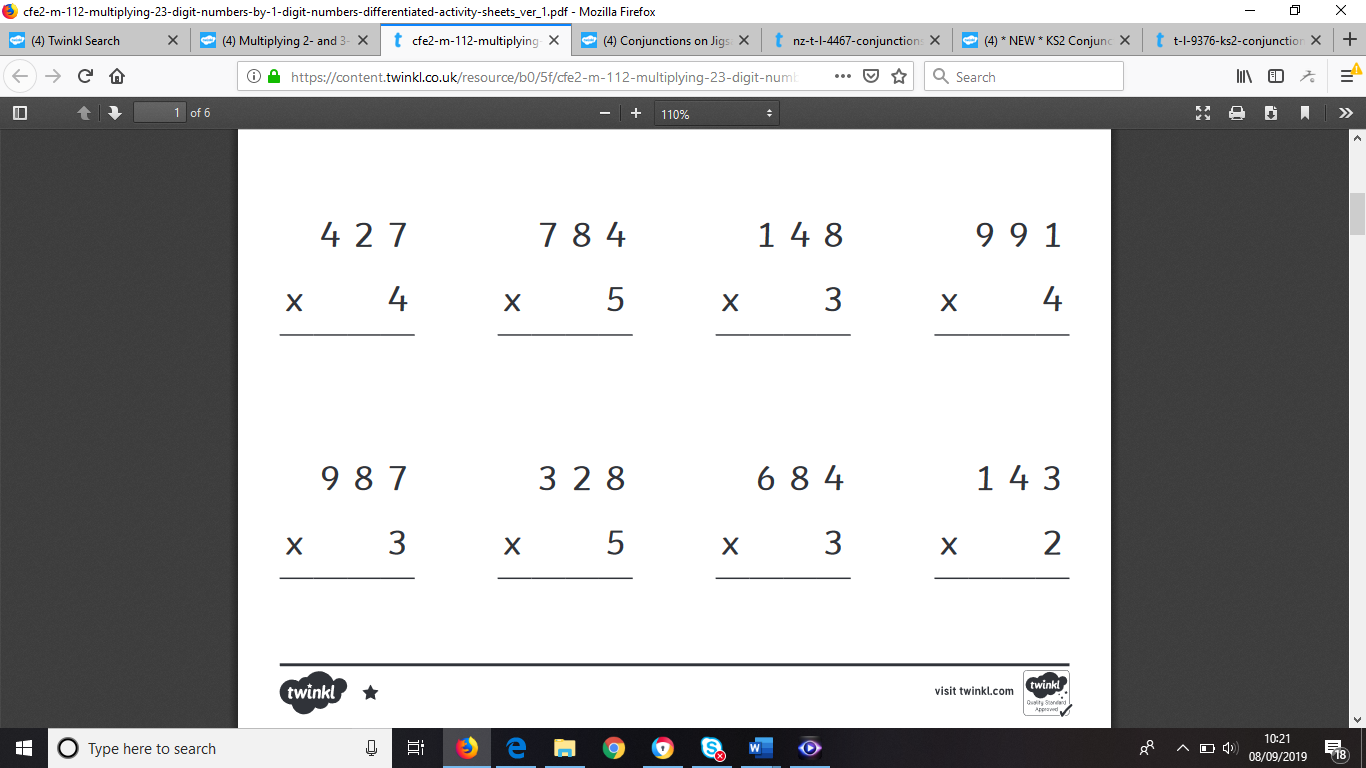 cfe2-m-112-multiplying-23-digit-numbers-by-1-digit-numbers-differentiated-activity-sheets_ver_1.pdf - Mozilla Firefox
(4) Twinkl Search
(4) Multiplying 2- and 3-
cfe2-m-112-multiplying-
(4) Conjunctions on Jigsa
nz-t-l-4467-conjunctions
(4) * NEW * KS2 Conjunc
t-l-9376-ks2-conjunction
https://content.twinkl.co.uk/resource/b0/5f/cfe2-m-112-multiplying-23-digit-numb
Search
1 of 6
110%
4 2 7 7 8 4 1 4 8 9 9 1
x 4 x 5 x 3 x 4
9 8 7 3 2 8 6 8 4 1 4 3
x 3 x 5 x 3 x 2
twinkl
visit twinkl.com
twinkl
Quality Standard
Approved
Type here to search
10:21
08/09/2019
18